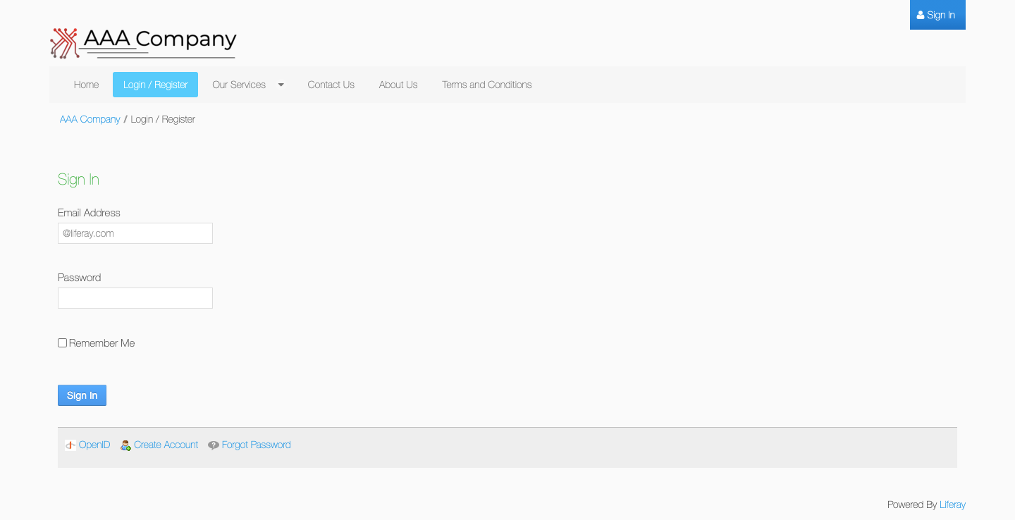 Sign In
AAA Company
Home Login / Register Our Services Contact Us About Us Terms and Conditions
AAA Company / Login / Register
Sign In
Email Address
@liferay.com
Password
Remember Me
Sign In
OpenID Create Account Forgot Password
Powered By Liferay